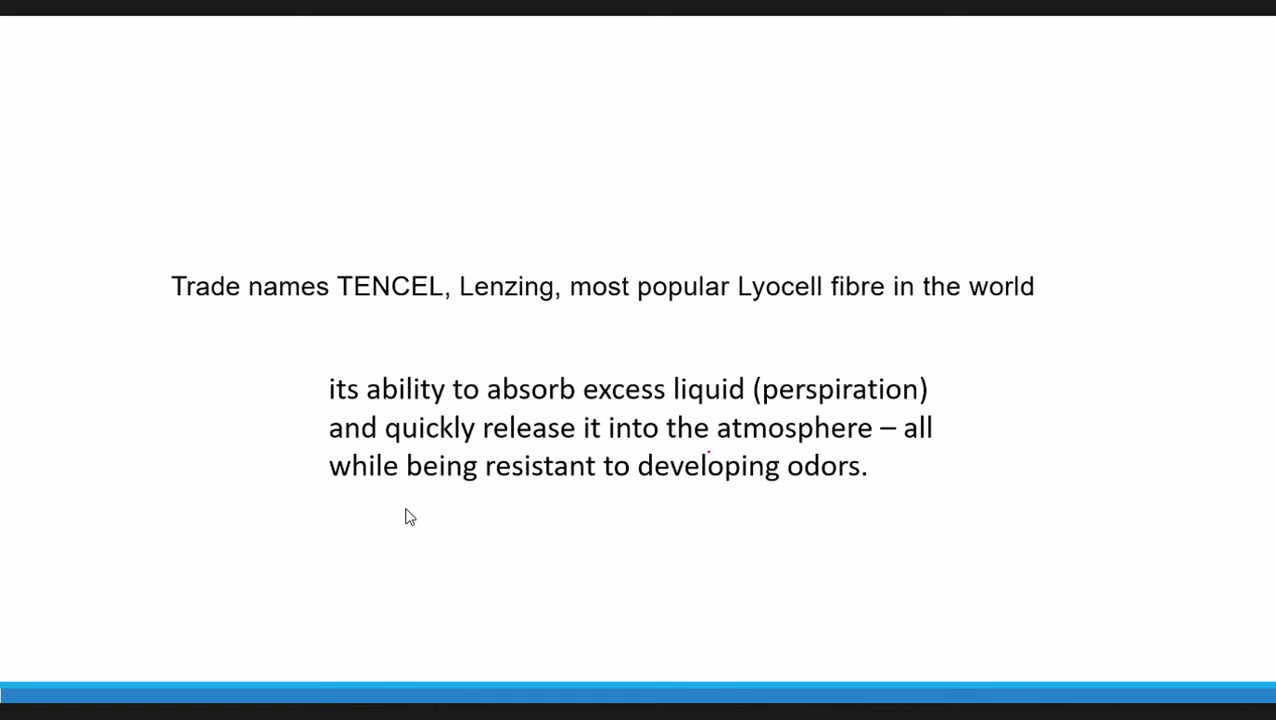 Trade names TENCEL, Lenzing, most popular Lyocell fibre in the world
its ability to absorb excess liquid (perspiration)
and quickly release it into the atmosphere – all
while being resistant to developing odors.